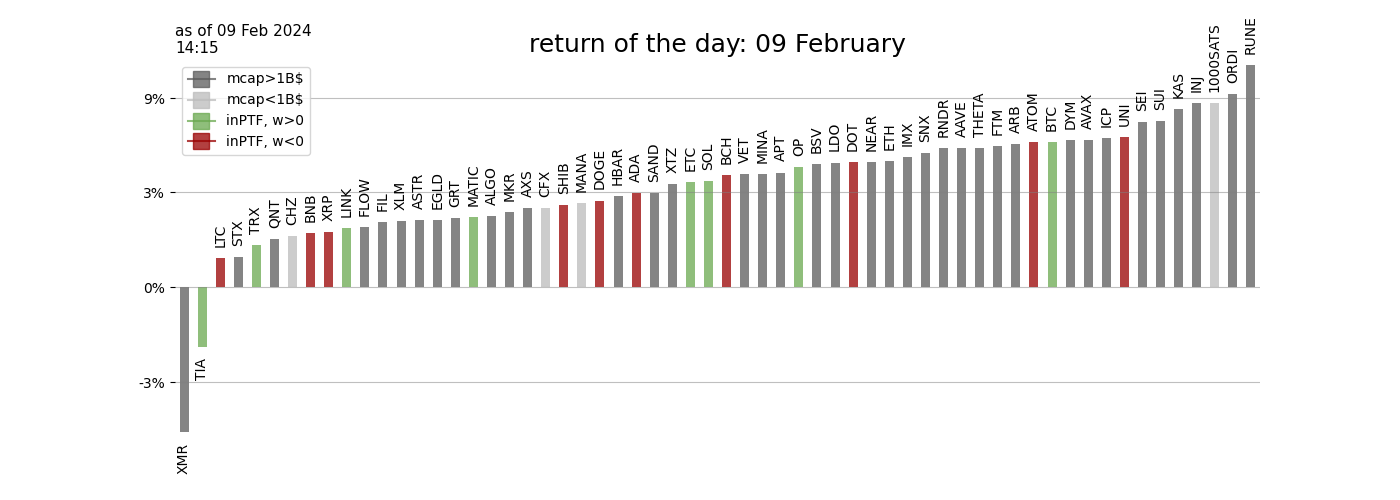 as of 09 Feb 2024
14:15
return of the day: 09 February
mcap>1B$
mcap<1B$
inPTF, w>0
inPTF, w<0
9%
3%
0%
-3%
XMR
TIA
LTC
STX
TRX
QNT
CHZ
BNB
XRP
LINK
FLOW
FIL
XLM
ASTR
EGLD
GRT
MATIC
ALGO
MKR
AXS
CFX
SHIB
MANA
DOGE
HBAR
ADA
SAND
XTZ
ETC
SOL
BCH
VET
MINA
APT
OP
BSV
LDO
DOT
NEAR
ETH
IMX
SNX
RNDR
AAVE
THETA
FTM
ARB
ATOM
BTC
DYM
AVAX
ICP
UNI
SEI
SUI
KAS
INJ
1000SATS
ORDI
RUNE